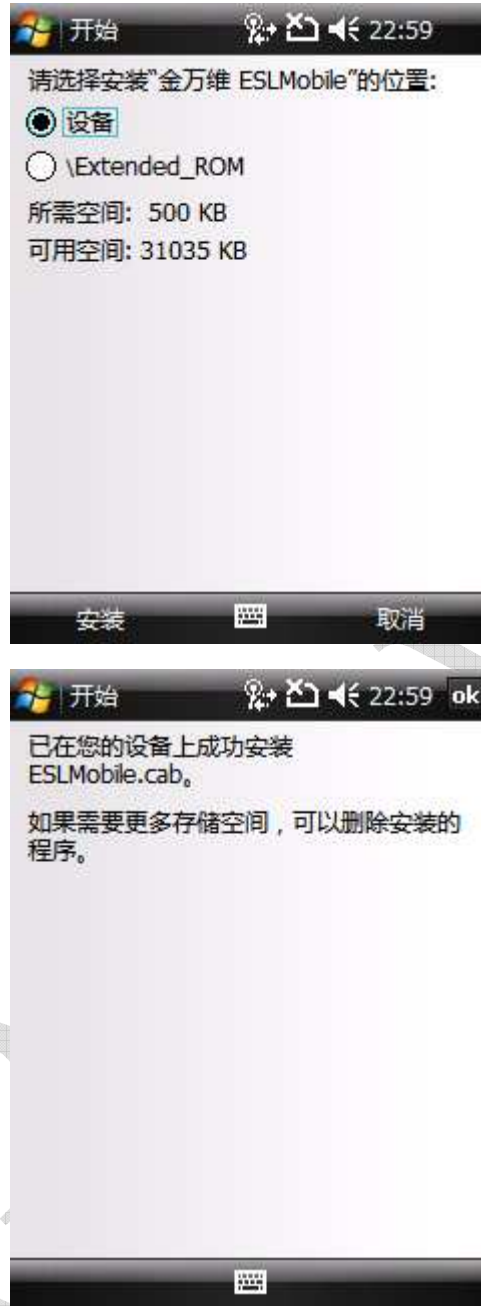 开始 22:59
请选择安装"金万维 ESLMobile"的位置:
设备
\Extended_ROM
所需空间: 500 KB
可用空间: 31035 KB
安装 取消
开始 22:59 ok
已在您的设备上成功安装
ESLMobile.cab。
如果需要更多存储空间，可以删除安装的
程序。